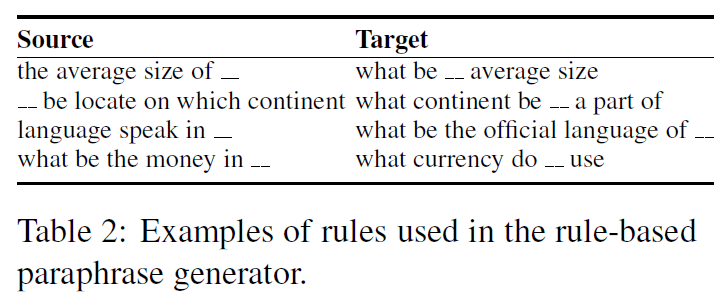 Source Target
the average size of __ what be __ average size
__ be locate on which continent what continent be __ a part of
language speak in __ what be the official language of __
what be the money in __ what currency do __ use
Table 2: Examples of rules used in the rule-based
paraphrase generator.